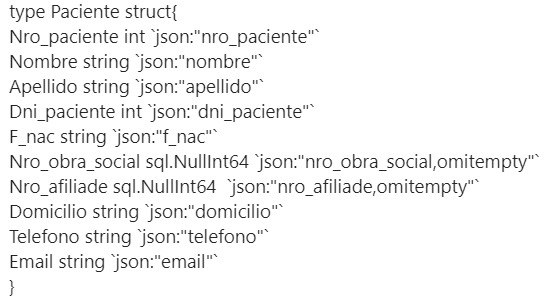 type Paciente struct{
Nro_paciente int `json:"nro_paciente"`
Nombre string `json:"nombre"`
Apellido string `json:"apellido"`
Dni_paciente int `json:"dni_paciente"`
F_nac string `json:"f_nac"`
Nro_obra_social sql.NullInt64 `json:"nro_obra_social,omitempty"`
Nro_afiliade sql.NullInt64  `json:"nro_afiliade,omitempty"`
Domicilio string `json:"domicilio"`
Telefono string `json:"telefono"`
Email string `json:"email"`
}